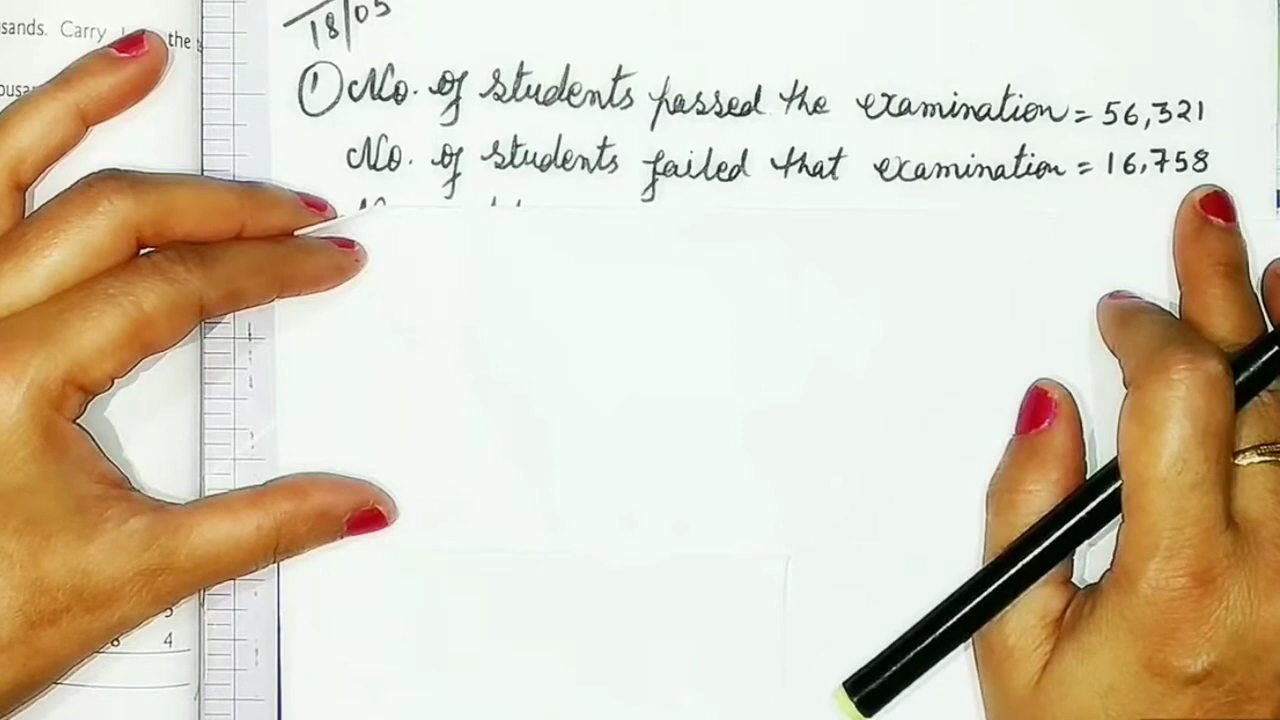 sands. Carry the
18/05
① No. of students passed the examination = 56,321
No. of students failed that examination = 16,758
4